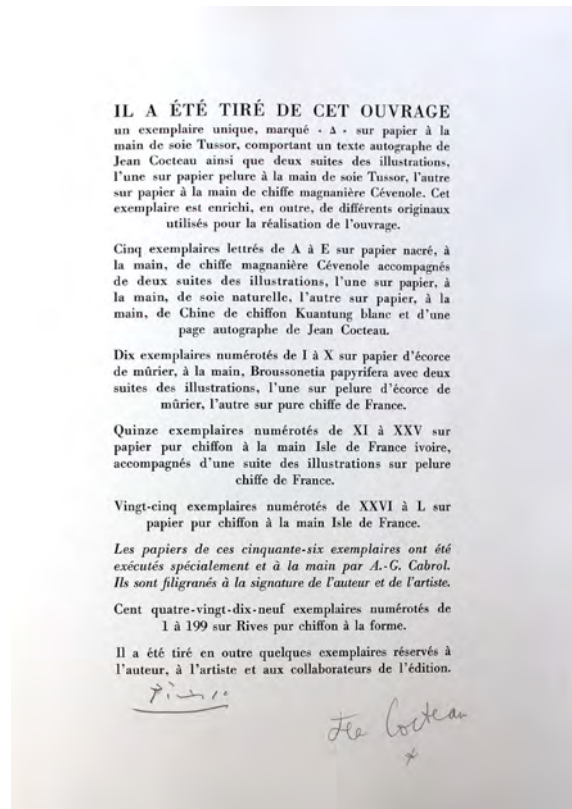 IL A ÉTÉ TIRÉ DE CET OUVRAGE
un exemplaire unique, marqué - Δ - sur papier à la
main de soie Tussor, comportant un texte autographe de
Jean Cocteau ainsi que deux suites des illustrations,
l'une sur papier pelure à la main de soie Tussor, l'autre
sur papier à la main de chiffe magnanière Cévenole. Cet
exemplaire est enrichi, en outre, de différents originaux
utilisés pour la réalisation de l'ouvrage.
Cinq exemplaires lettrés de A à E sur papier nacré, à
la main, de chiffe magnanière Cévenole accompagnés
de deux suites des illustrations, l'une sur papier, à
la main, de soie naturelle, l'autre sur papier, à la
main, de Chine de chiffon Kuantung blanc et d'une
page autographe de Jean Cocteau.
Dix exemplaires numérotés de I à X sur papier d'écorce
de mûrier, à la main, Broussonetia papyrifera avec deux
suites des illustrations, l'une sur pelure d'écorce de
mûrier, l'autre sur pure chiffe de France.
Quinze exemplaires numérotés de XI à XXV sur
papier pur chiffon à la main Isle de France ivoire,
accompagnés d'une suite des illustrations sur pelure
chiffe de France.
Vingt-cinq exemplaires numérotés de XXVI à L sur
papier pur chiffon à la main Isle de France.
Les papiers de ces cinquante-six exemplaires ont été
exécutés spécialement et à la main par A.-G. Cabrol.
Ils sont filigranés à la signature de l'auteur et de l'artiste.
Cent quatre-vingt-dix-neuf exemplaires numérotés de
1 à 199 sur Rives pur chiffon à la forme.
Il a été tiré en outre quelques exemplaires réservés à
l'auteur, à l'artiste et aux collaborateurs de l'édition.
Picasso
Jean Cocteau